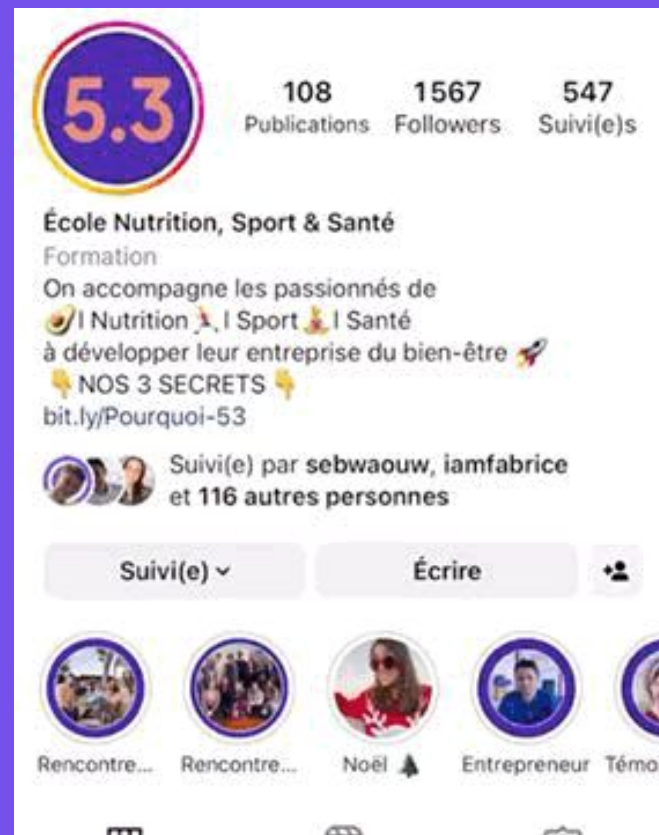 5.3
108 1567 547
Publications Followers Suivi(e)s
École Nutrition, Sport & Santé
Formation
On accompagne les passionnés de
🥑I Nutrition🏃‍♀️I Sport🧘‍♀️I Santé
à développer leur entreprise du bien-être 🚀
👇NOS 3 SECRETS👇
bit.ly/Pourquoi-53
Suivi(e) par sebwaouw, iamfabrice
et 116 autres personnes
Suivi(e) Écrire
Rencontre... Rencontre... Noël 🌲 Entrepreneur Témo